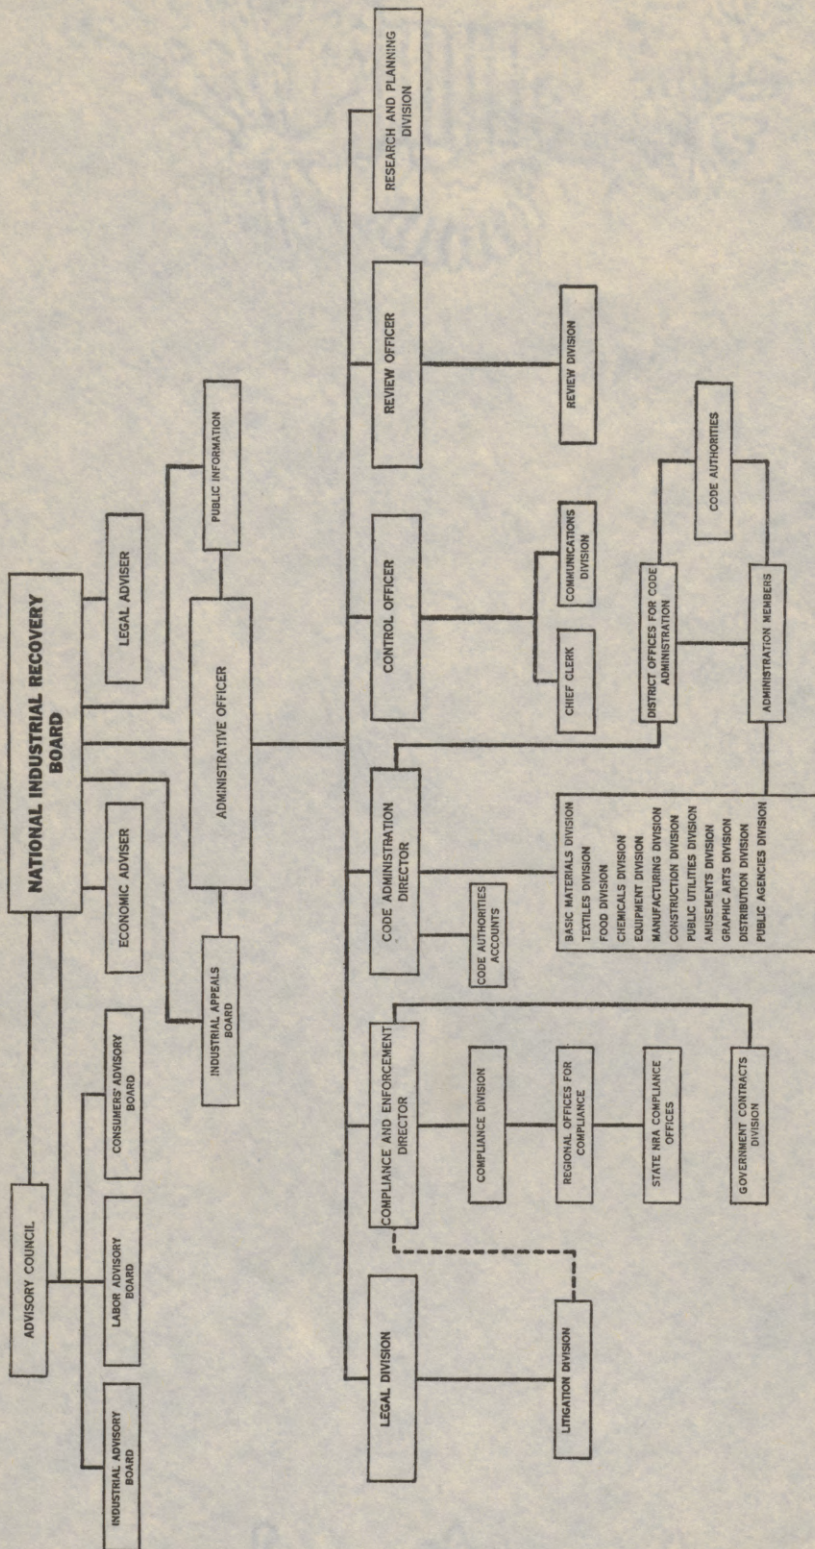 NATIONAL INDUSTRIAL RECOVERY
BOARD
ADVISORY COUNCIL
INDUSTRIAL ADVISORY
BOARD
LABOR ADVISORY
BOARD
CONSUMERS' ADVISORY
BOARD
ECONOMIC ADVISER
LEGAL ADVISER
INDUSTRIAL APPEALS
BOARD
ADMINISTRATIVE OFFICER
PUBLIC INFORMATION
LEGAL DIVISION
COMPLIANCE AND ENFORCEMENT
DIRECTOR
CODE ADMINISTRATION
DIRECTOR
CONTROL OFFICER
REVIEW OFFICER
RESEARCH AND PLANNING
DIVISION
LITIGATION DIVISION
COMPLIANCE DIVISION
REGIONAL OFFICES FOR
COMPLIANCE
STATE NRA COMPLIANCE
OFFICES
GOVERNMENT CONTRACTS
DIVISION
CODE AUTHORITIES
ACCOUNTS
BASIC MATERIALS DIVISION
TEXTILES DIVISION
FOOD DIVISION
CHEMICALS DIVISION
EQUIPMENT DIVISION
MANUFACTURING DIVISION
CONSTRUCTION DIVISION
PUBLIC UTILITIES DIVISION
AMUSEMENTS DIVISION
GRAPHIC ARTS DIVISION
DISTRIBUTION DIVISION
PUBLIC AGENCIES DIVISION
CHIEF CLERK
COMMUNICATIONS
DIVISION
REVIEW DIVISION
DISTRICT OFFICES FOR CODE
ADMINISTRATION
CODE AUTHORITIES
ADMINISTRATION MEMBERS